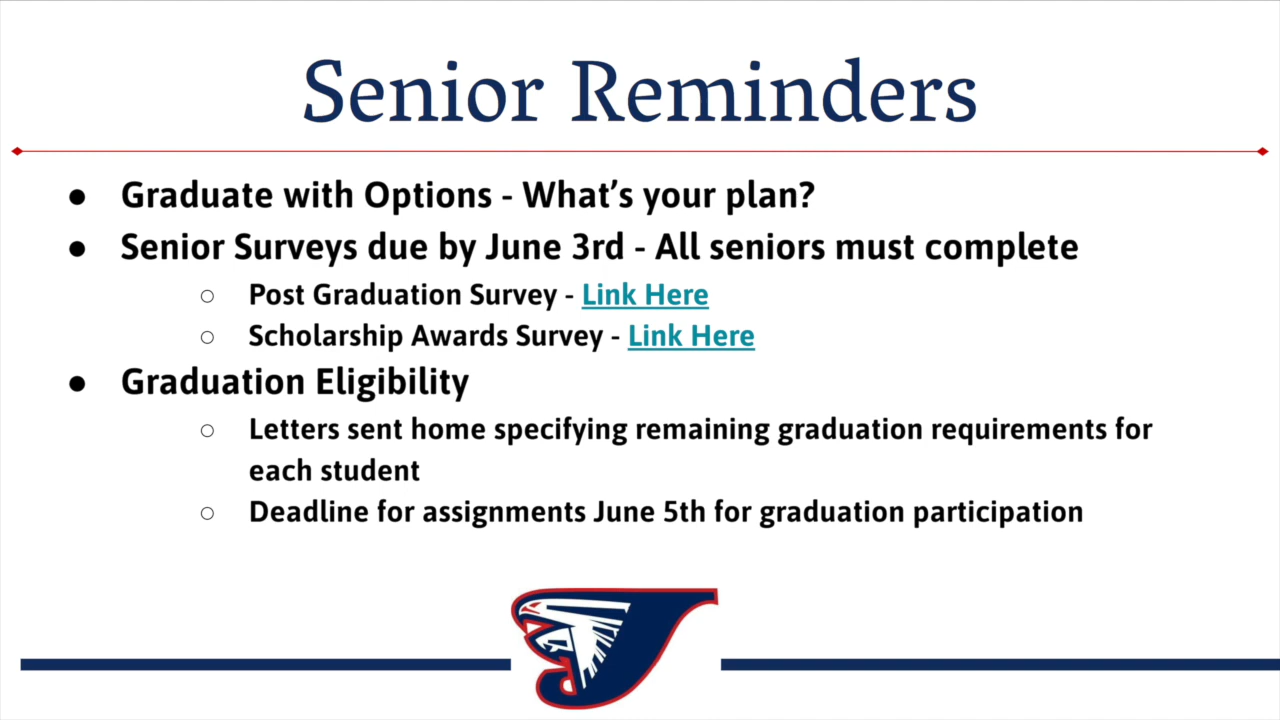 Senior Reminders
● Graduate with Options - What's your plan?
● Senior Surveys due by June 3rd - All seniors must complete
○ Post Graduation Survey - Link Here
○ Scholarship Awards Survey - Link Here
● Graduation Eligibility
○ Letters sent home specifying remaining graduation requirements for
each student
○ Deadline for assignments June 5th for graduation participation